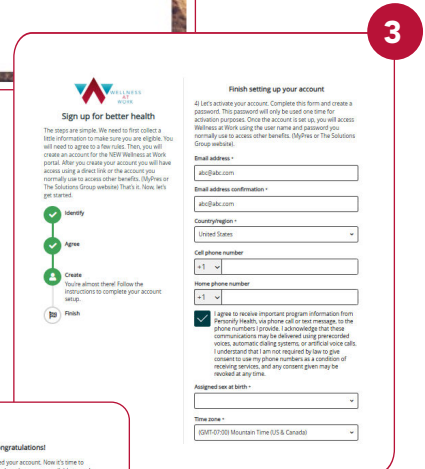 3
WELLNESS
AT
WORK
Sign up for better health
The steps are simple. We need to first collect a
little information to make sure you are eligible. You
will need to agree to a few rules. Then, you will
create an account for the NEW Wellness at Work
portal. After you create your account you will have
access using a direct link or the account you
normally use to access other benefits. (MyPres or
The Solutions Group website) That's it. Now, let's
get started.
Identify
Agree
Create
You're almost there! Follow the
instructions to complete your account
setup.
Finish
Finish setting up your account
4) Let's activate your account. Complete this form and create a
password. This password will only be used one time for
activation purposes. Once the account is set up, you will access
Wellness at Work using the user name and password you
normally use to access other benefits. (MyPres or The Solutions
Group website).
Email address *
abc@abc.com
Email address confirmation *
abc@abc.com
Country/region *
United States
Cell phone number
+1
Home phone number
+1
I agree to receive important program information from
Personify Health, via phone call or text message, to the
phone numbers I provide. I acknowledge that these
communications may be delivered using prerecorded
voices, automatic dialing systems, or artificial voice calls.
I understand that I am not required by law to give
consent to use my phone numbers as a condition of
receiving services, and any consent given may be
revoked at any time.
Assigned sex at birth *
Time zone *
(GMT-07:00) Mountain Time (US & Canada)
ngratulations!
ed your account. Now it's time to